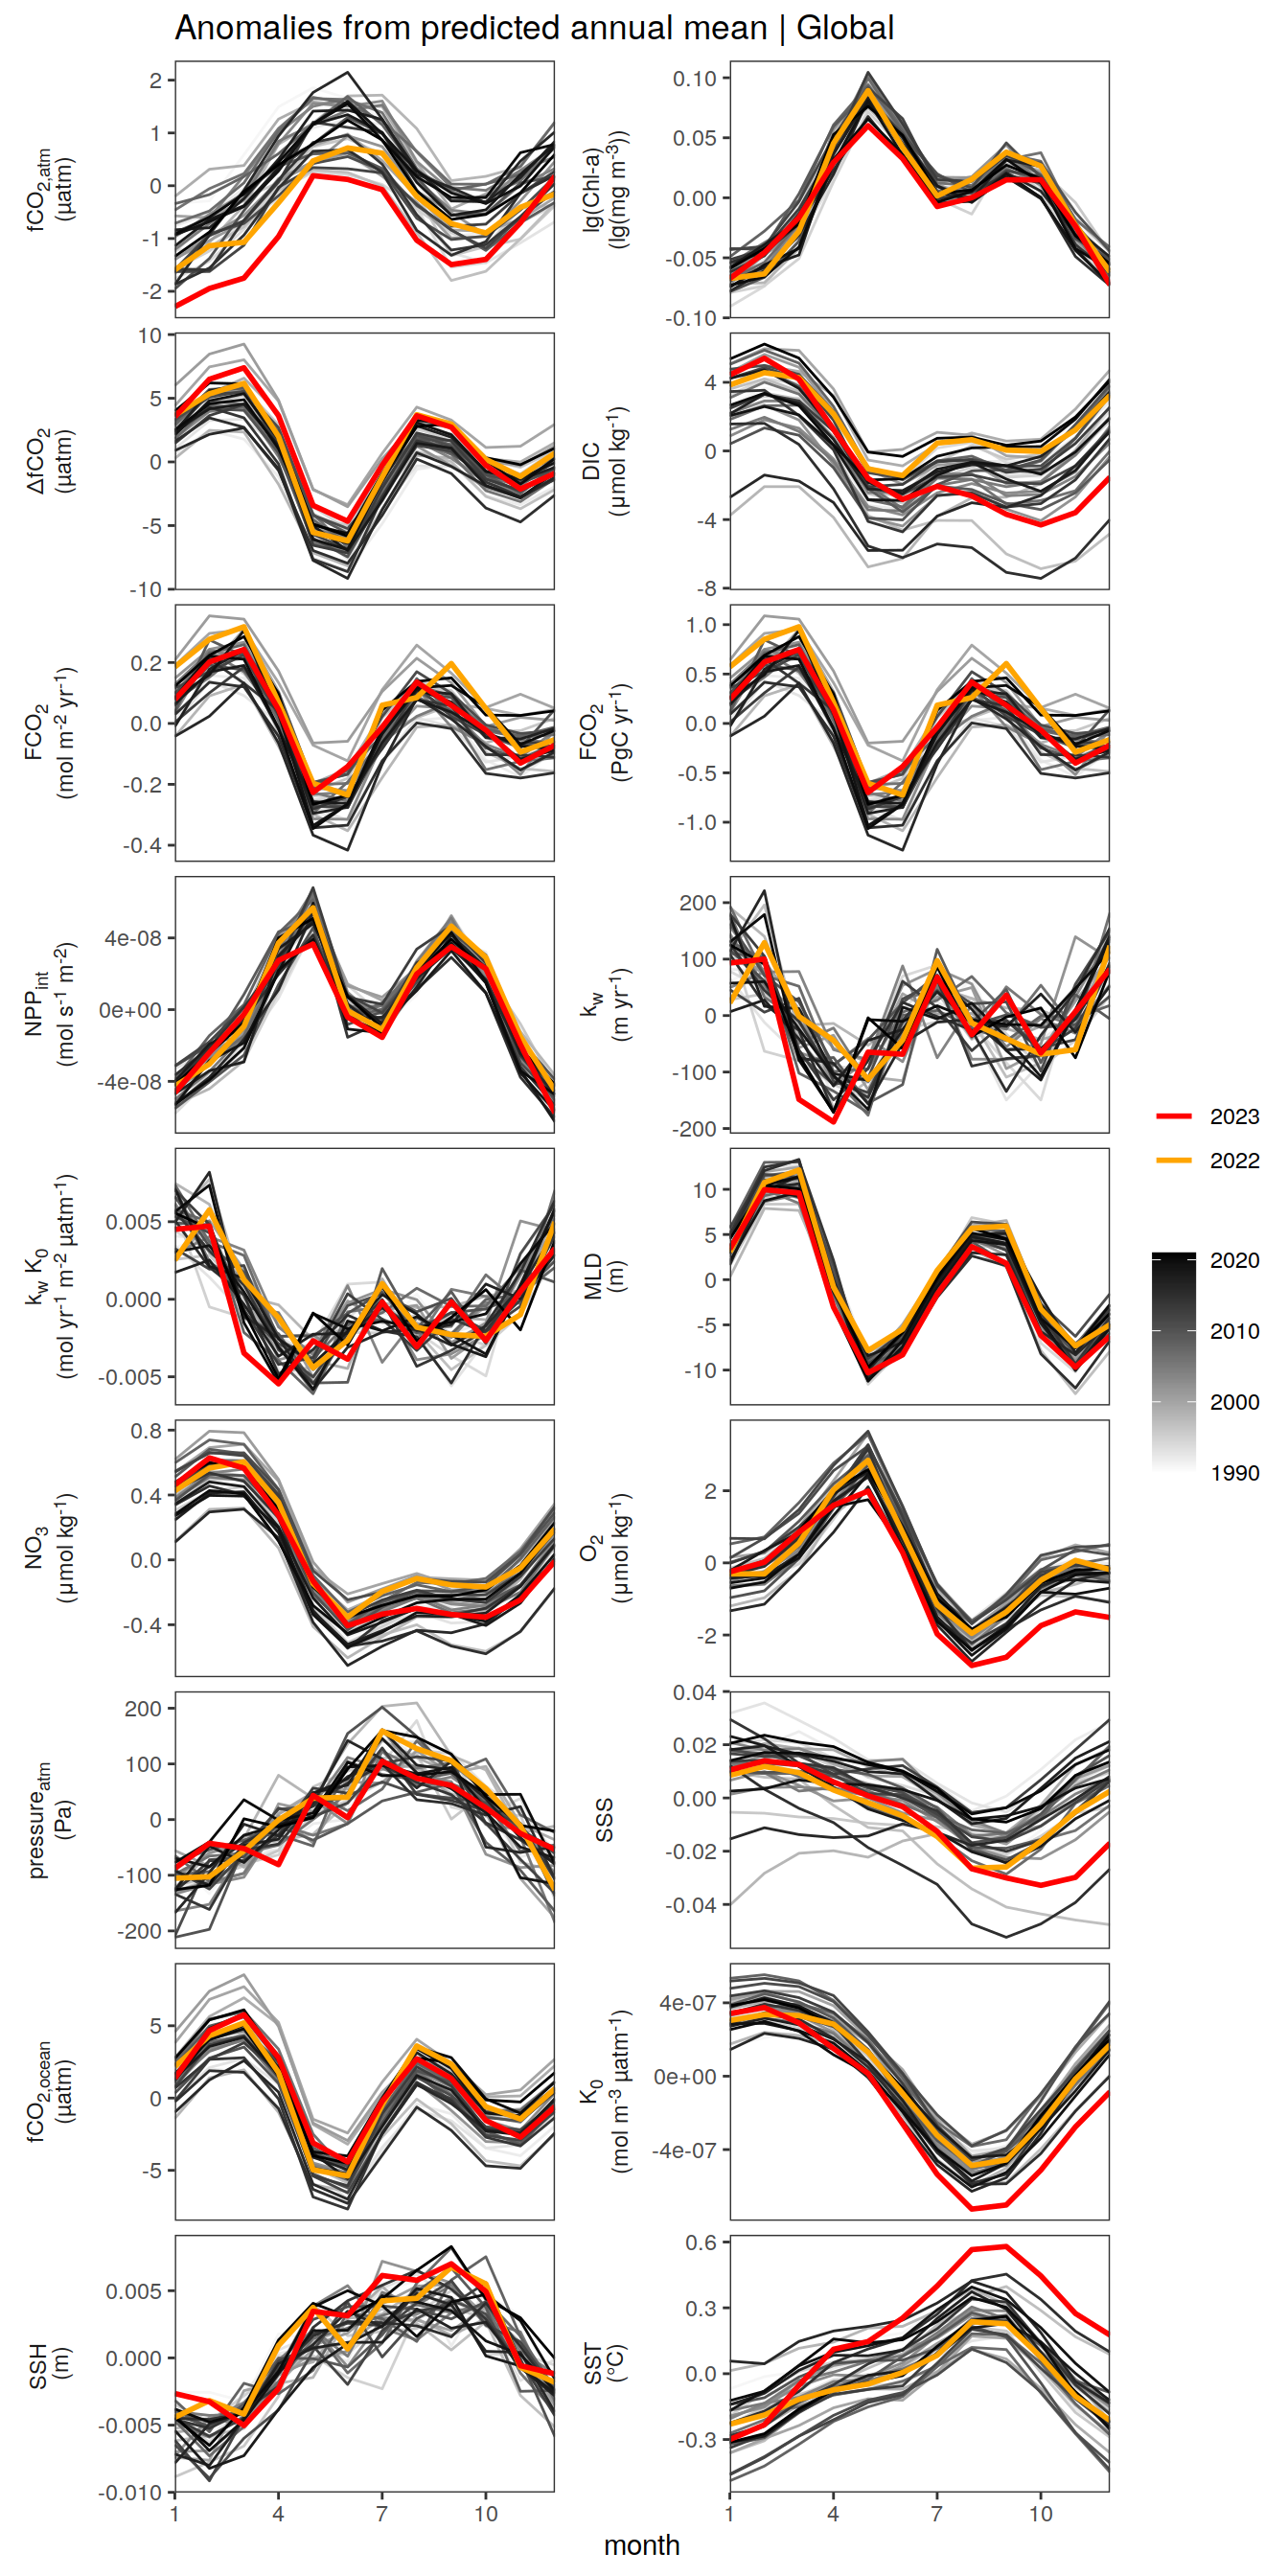 Anomalies from predicted annual mean | Global
fCO2,atm
(µatm)
2
1
0
-1
-2
lg(Chl-a)
(lg(mg m-3))
0.10
0.05
0.00
-0.05
-0.10
ΔfCO2
(µatm)
10
5
0
-5
-10
DIC
(µmol kg-1)
4
0
-4
-8
FCO2
(mol m-2 yr-1)
0.2
0.0
-0.2
-0.4
FCO2
(PgC yr-1)
1.0
0.5
0.0
-0.5
-1.0
NPPint
(mol s-1 m-2)
4e-08
0e+00
-4e-08
kw
(m yr-1)
200
100
0
-100
-200
kw K0
(mol yr-1 m-2 µatm-1)
0.005
0.000
-0.005
MLD
(m)
10
5
0
-5
-10
NO3
(µmol kg-1)
0.8
0.4
0.0
-0.4
O2
(µmol kg-1)
2
0
-2
pressureatm
(Pa)
200
100
0
-100
-200
SSS
0.04
0.02
0.00
-0.02
-0.04
fCO2,ocean
(µatm)
5
0
-5
K0
(mol m-3 µatm-1)
4e-07
0e+00
-4e-07
SSH
(m)
0.005
0.000
-0.005
-0.010
SST
(°C)
0.6
0.3
0.0
-0.3
1 4 7 10
1 4 7 10
month
2023
2022
2020
2010
2000
1990